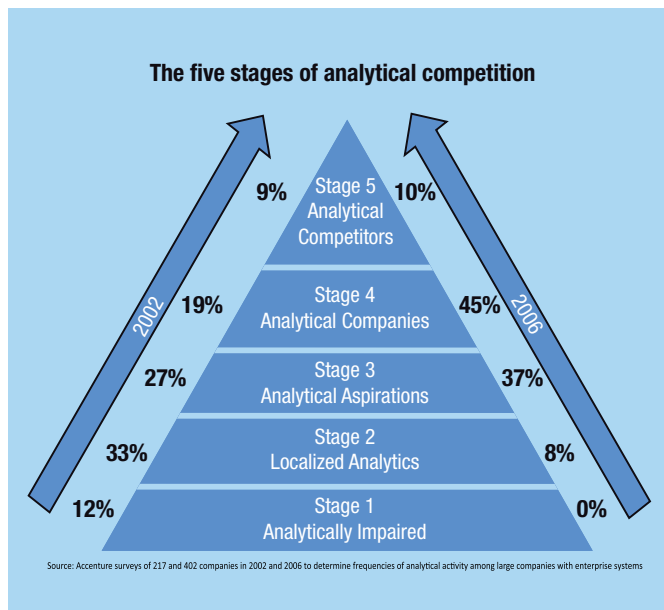 The five stages of analytical competition
9%
Stage 5
Analytical
Competitors
10%
2002
19%
Stage 4
Analytical Companies
45%
2006
27%
Stage 3
Analytical Aspirations
37%
33%
Stage 2
Localized Analytics
8%
12%
Stage 1
Analytically Impaired
0%
Source: Accenture surveys of 217 and 402 companies in 2002 and 2006 to determine frequencies of analytical activity among large companies with enterprise systems